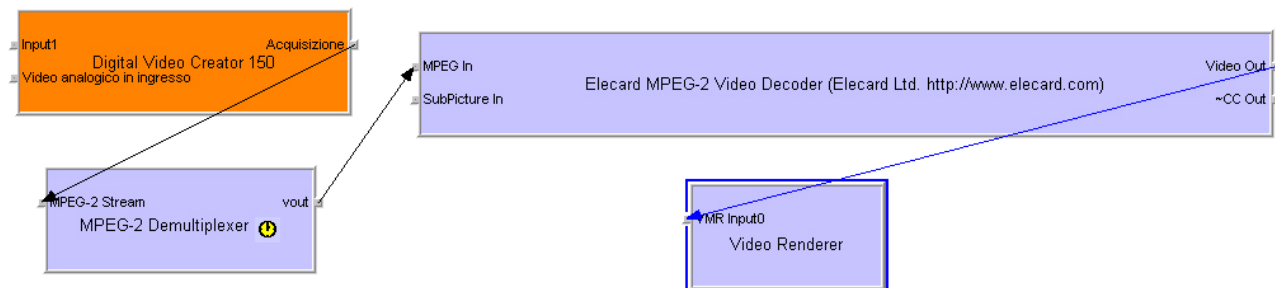 Input1
Acquisizione
Digital Video Creator 150
Video analogico in ingresso
MPEG In
Video Out
Elecard MPEG-2 Video Decoder (Elecard Ltd. http://www.elecard.com)
SubPicture In
~CC Out
MPEG-2 Stream
vout
MPEG-2 Demultiplexer
VMR Input0
Video Renderer